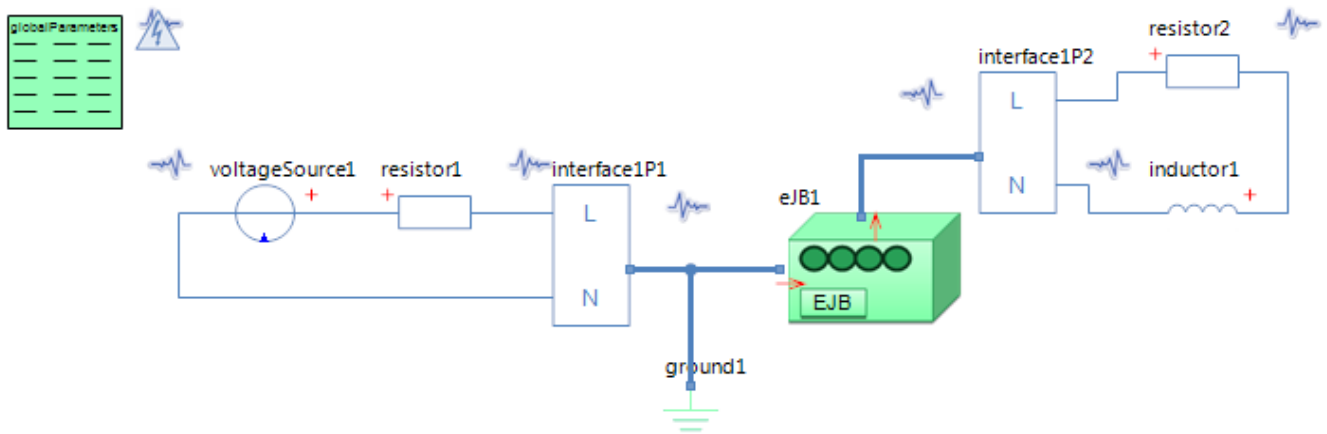 globalParameters
resistor2
interface1P2
L
N
inductor1
voltageSource1
resistor1
interface1P1
L
N
eJB1
EJB
ground1